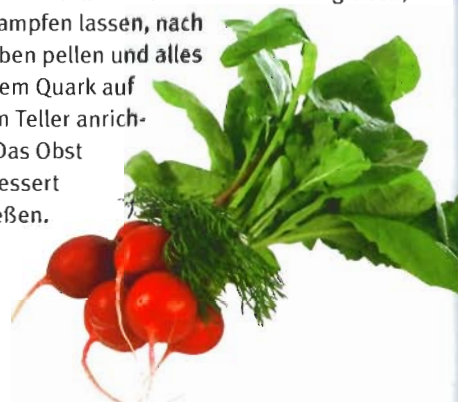 ampfen lassen, nach
ben pellen und alles
em Quark auf
n Teller anrich-
Das Obst
essert
eßen.